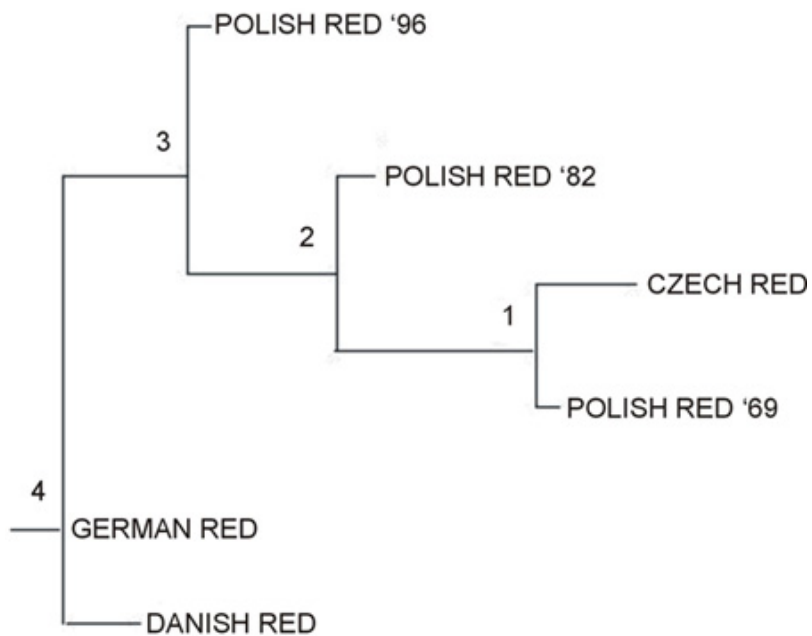 POLISH RED ‘96
3
POLISH RED ‘82
2
CZECH RED
1
POLISH RED ‘69
4
GERMAN RED
DANISH RED